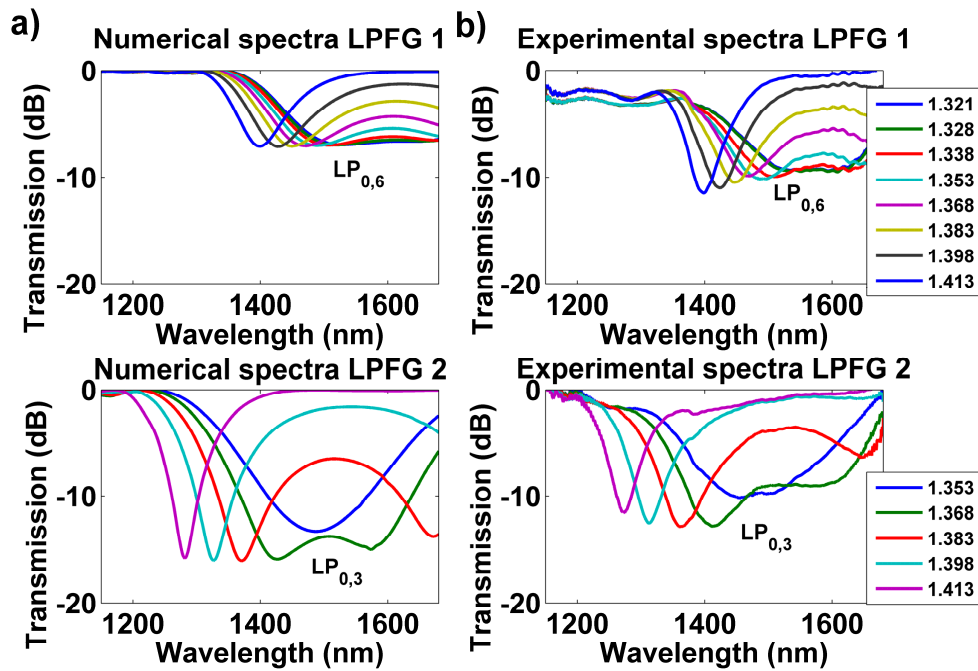 a)
Numerical spectra LPFG 1
Transmission (dB)
0
-10
-20
LP0,6
1200 1400 1600
Wavelength (nm)
b)
Experimental spectra LPFG 1
Transmission (dB)
0
-10
-20
LP0,6
1200 1400 1600
Wavelength (nm)
1.321
1.328
1.338
1.353
1.368
1.383
1.398
1.413
Numerical spectra LPFG 2
Transmission (dB)
0
-10
-20
LP0,3
1200 1400 1600
Wavelength (nm)
Experimental spectra LPFG 2
Transmission (dB)
0
-10
-20
LP0,3
1200 1400 1600
Wavelength (nm)
1.353
1.368
1.383
1.398
1.413